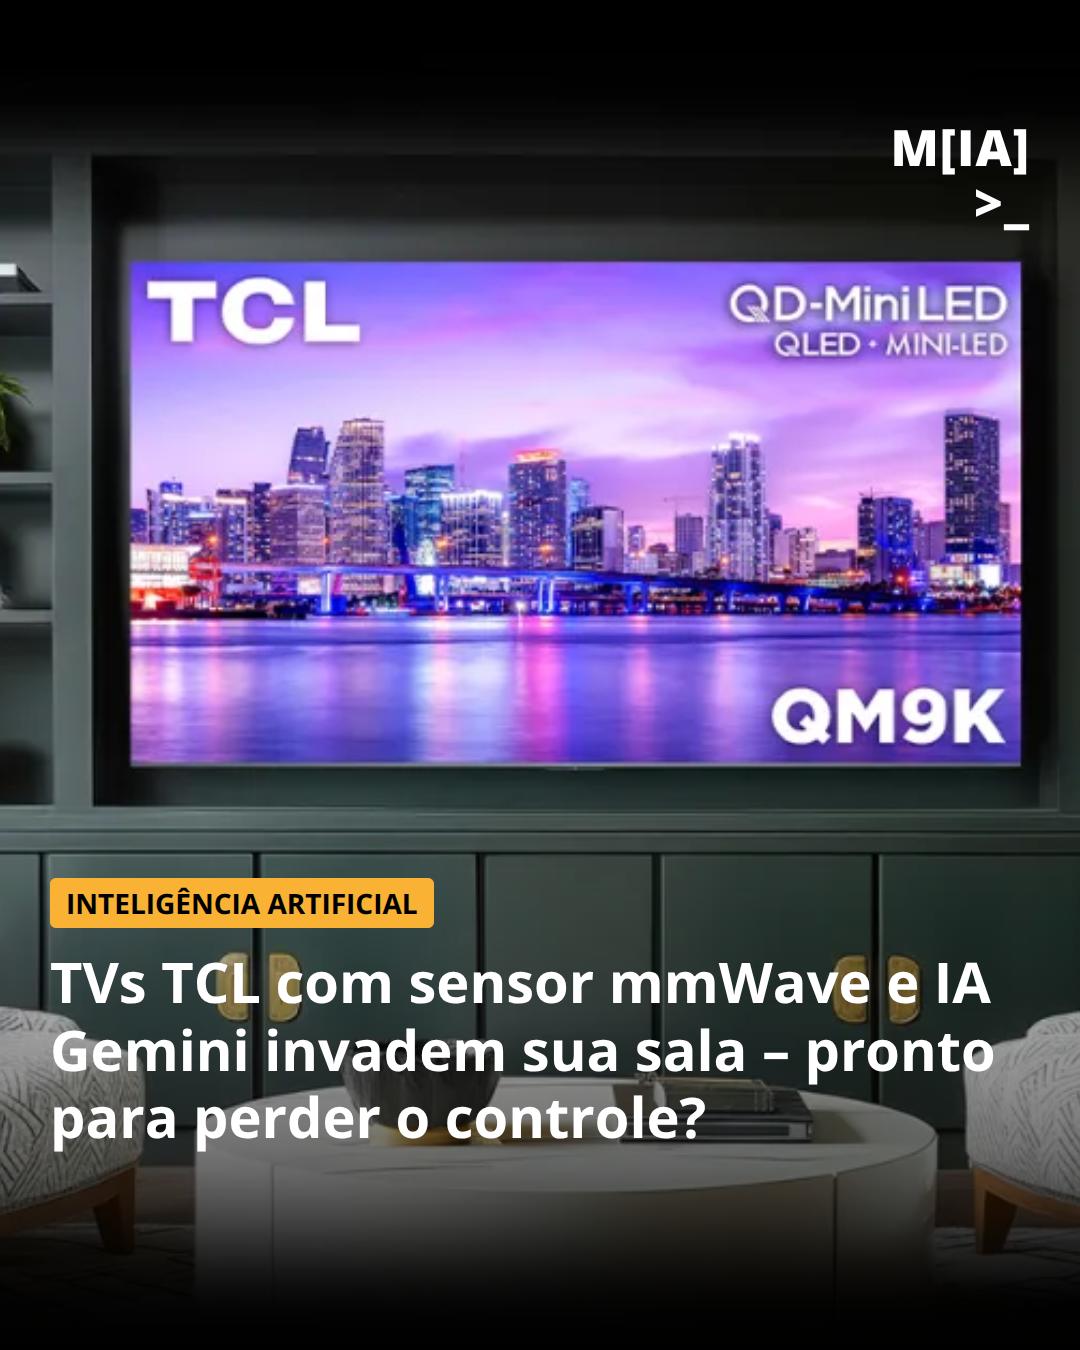 M[IA]
>_
TCL
QD-Mini LED
QLED • MINI-LED
QM9K
INTELIGÊNCIA ARTIFICIAL
TVs TCL com sensor mmWave e IA
Gemini invadem sua sala – pronto
para perder o controle?